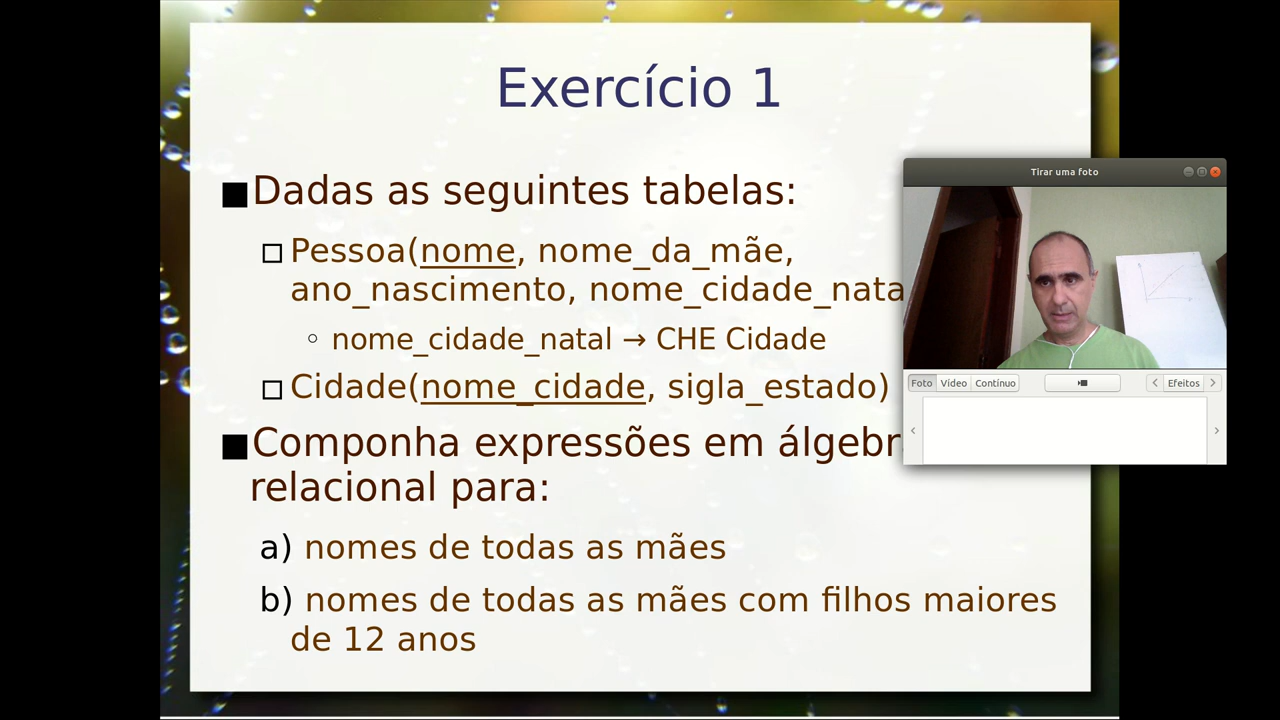 Exercício 1
Dadas as seguintes tabelas:
Pessoa(nome, nome_da_mãe,
ano_nascimento, nome_cidade_nata
nome_cidade_natal → CHE Cidade
Cidade(nome_cidade, sigla_estado)
Componha expressões em álgebr
relacional para:
a) nomes de todas as mães
b) nomes de todas as mães com filhos maiores
de 12 anos
Tirar uma foto
Foto Vídeo Contínuo Efeitos